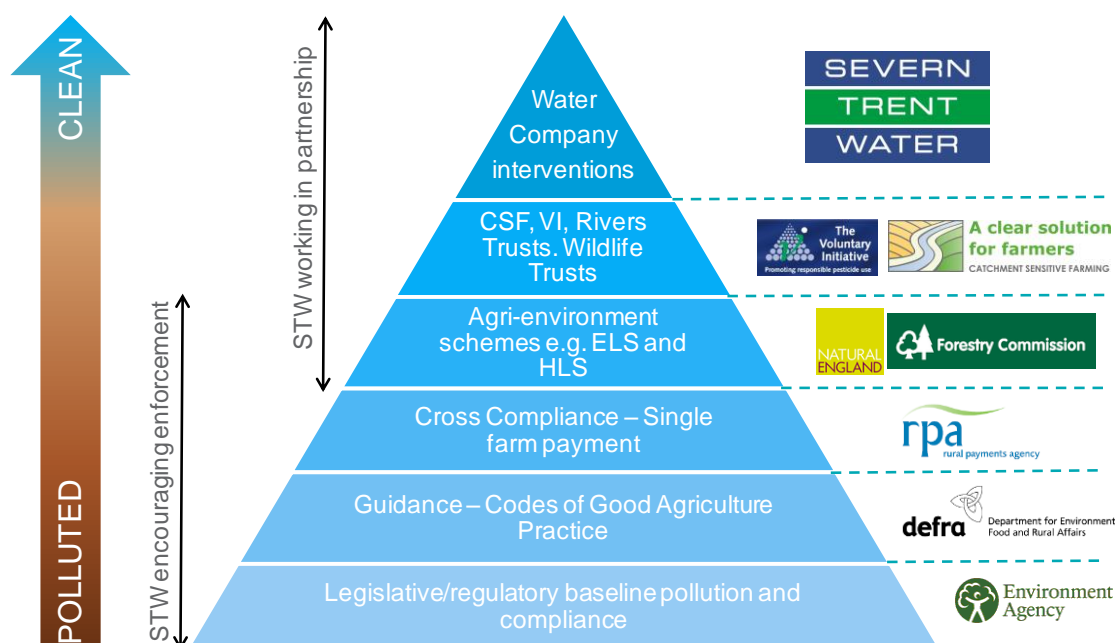 CLEAN
POLLUTED
STW working in partnership
STW encouraging enforcement
Water
Company
interventions
SEVERN
TRENT
WATER
CSF, VI, Rivers
Trusts. Wildlife
Trusts
The
Voluntary
Initiative
Promoting responsible pesticide use
A clear solution
for farmers
CATCHMENT SENSITIVE FARMING
Agri-environment
schemes e.g. ELS and
HLS
NATURAL
ENGLAND
Forestry Commission
Cross Compliance – Single
farm payment
rpa
rural payments agency
Guidance – Codes of Good Agriculture
Practice
defra
Department for Environment
Food and Rural Affairs
Legislative/regulatory baseline pollution and
compliance
Environment
Agency